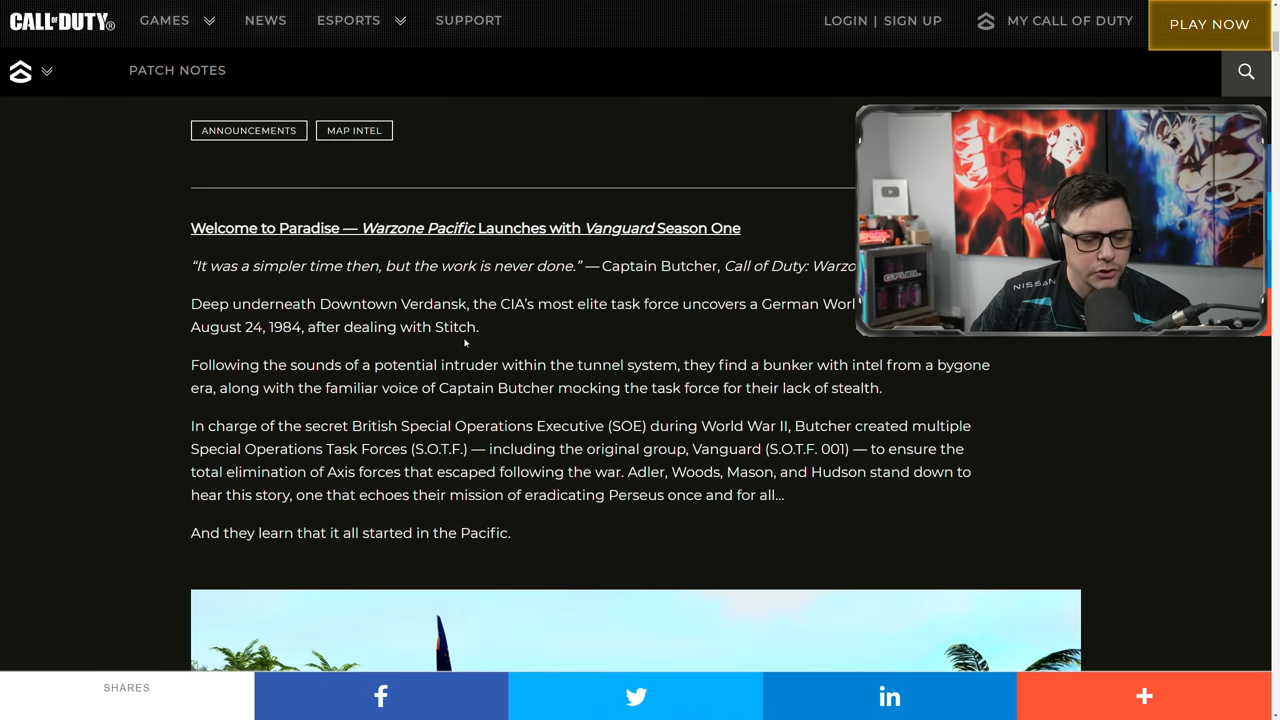 CALL OF DUTY®
GAMES
NEWS
ESPORTS
SUPPORT
LOGIN | SIGN UP
MY CALL OF DUTY
PLAY NOW
PATCH NOTES
ANNOUNCEMENTS
MAP INTEL
Welcome to Paradise — Warzone Pacific Launches with Vanguard Season One
“It was a simpler time then, but the work is never done.” — Captain Butcher, Call of Duty: Warzo
Deep underneath Downtown Verdansk, the CIA’s most elite task force uncovers a German Worl
August 24, 1984, after dealing with Stitch.
Following the sounds of a potential intruder within the tunnel system, they find a bunker with intel from a bygone
era, along with the familiar voice of Captain Butcher mocking the task force for their lack of stealth.
In charge of the secret British Special Operations Executive (SOE) during World War II, Butcher created multiple
Special Operations Task Forces (S.O.T.F.) — including the original group, Vanguard (S.O.T.F. 001) — to ensure the
total elimination of Axis forces that escaped following the war. Adler, Woods, Mason, and Hudson stand down to
hear this story, one that echoes their mission of eradicating Perseus once and for all…
And they learn that it all started in the Pacific.
NISSAN
G FUEL
SHARES
f
in
+